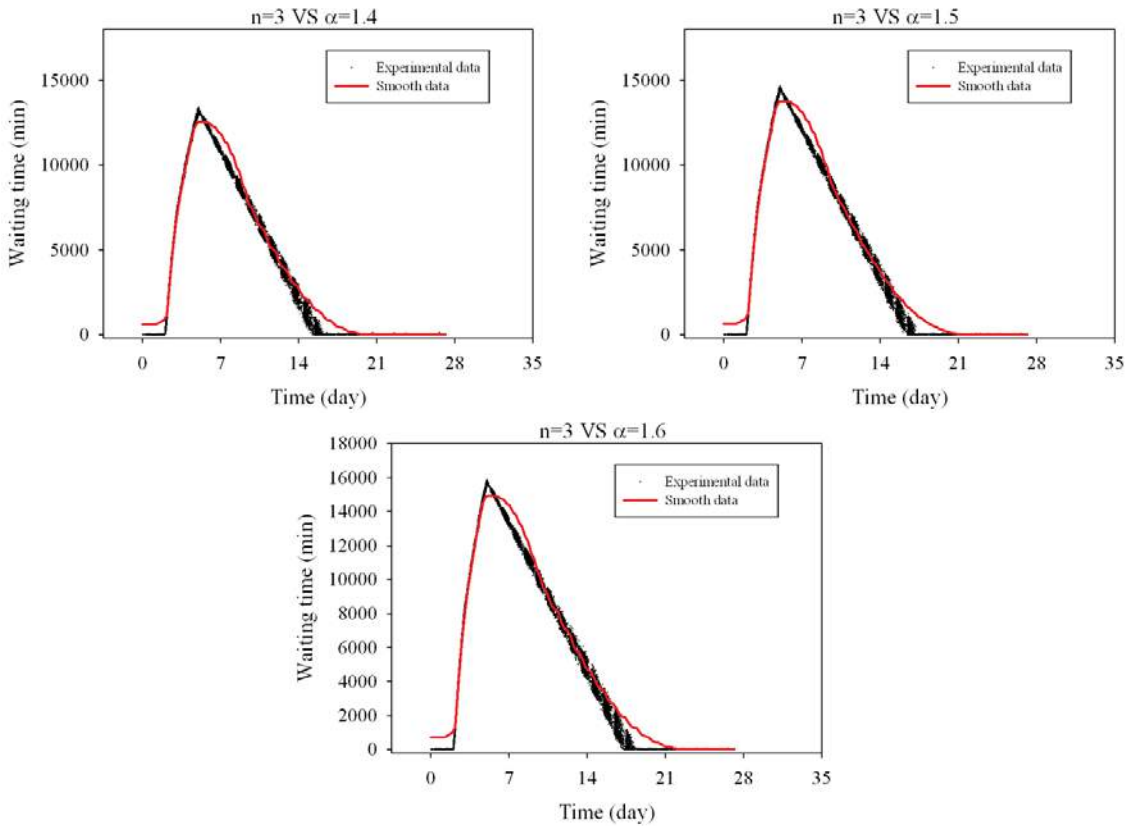 n=3 VS α=1.4
15000
10000
5000
0
Waiting time (min)
Experimental data
Smooth data
0 7 14 21 28 35
Time (day)
n=3 VS α=1.5
15000
10000
5000
0
Waiting time (min)
Experimental data
Smooth data
0 7 14 21 28 35
Time (day)
n=3 VS α=1.6
18000
16000
14000
12000
10000
8000
6000
4000
2000
0
Waiting time (min)
Experimental data
Smooth data
0 7 14 21 28 35
Time (day)